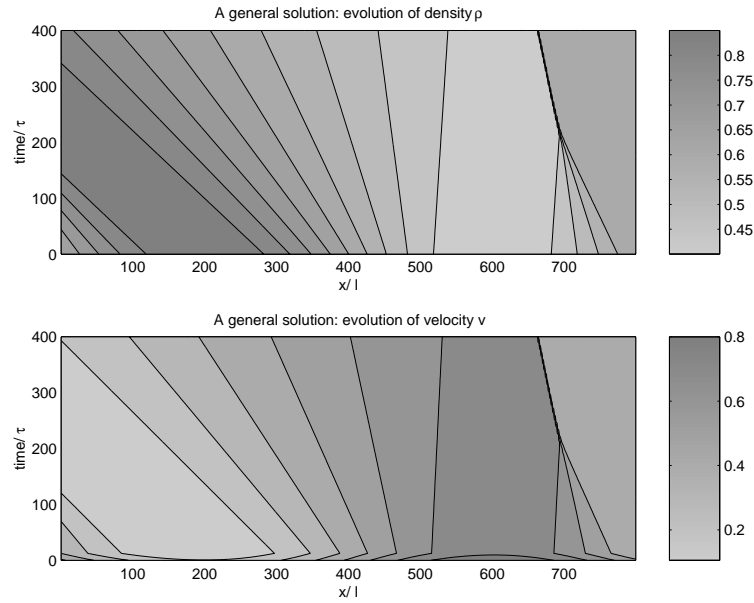 A general solution: evolution of density ρ
400
300
200
100
0
time/ τ
100 200 300 400 500 600 700
x/ l
0.8
0.75
0.7
0.65
0.6
0.55
0.5
0.45
A general solution: evolution of velocity v
400
300
200
100
0
time/ τ
100 200 300 400 500 600 700
x/ l
0.8
0.6
0.4
0.2